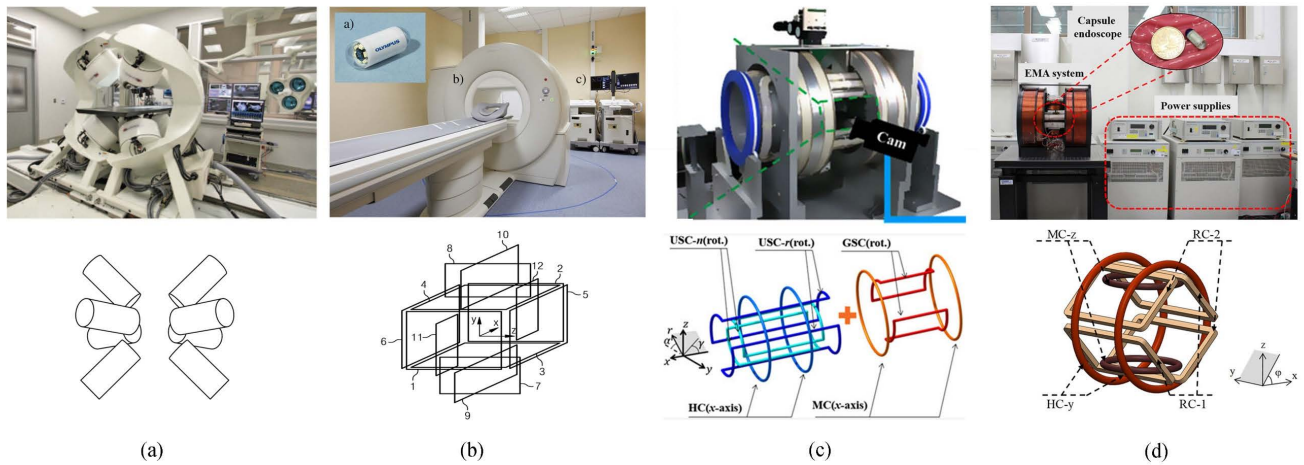 a)
OLYMPUS
b)
c)
Cam
Capsule
endoscope
EMA system
Power supplies
10
8
12
2
4
5
y
x
z
6
11
1
3
7
9
USC-n(rot.)
USC-r(rot.)
GSC(rot.)
r
z
α
γ
x
y
HC(x-axis)
MC(x-axis)
MC-z
RC-2
z
y
φ
x
HC-y
RC-1
(a)
(b)
(c)
(d)